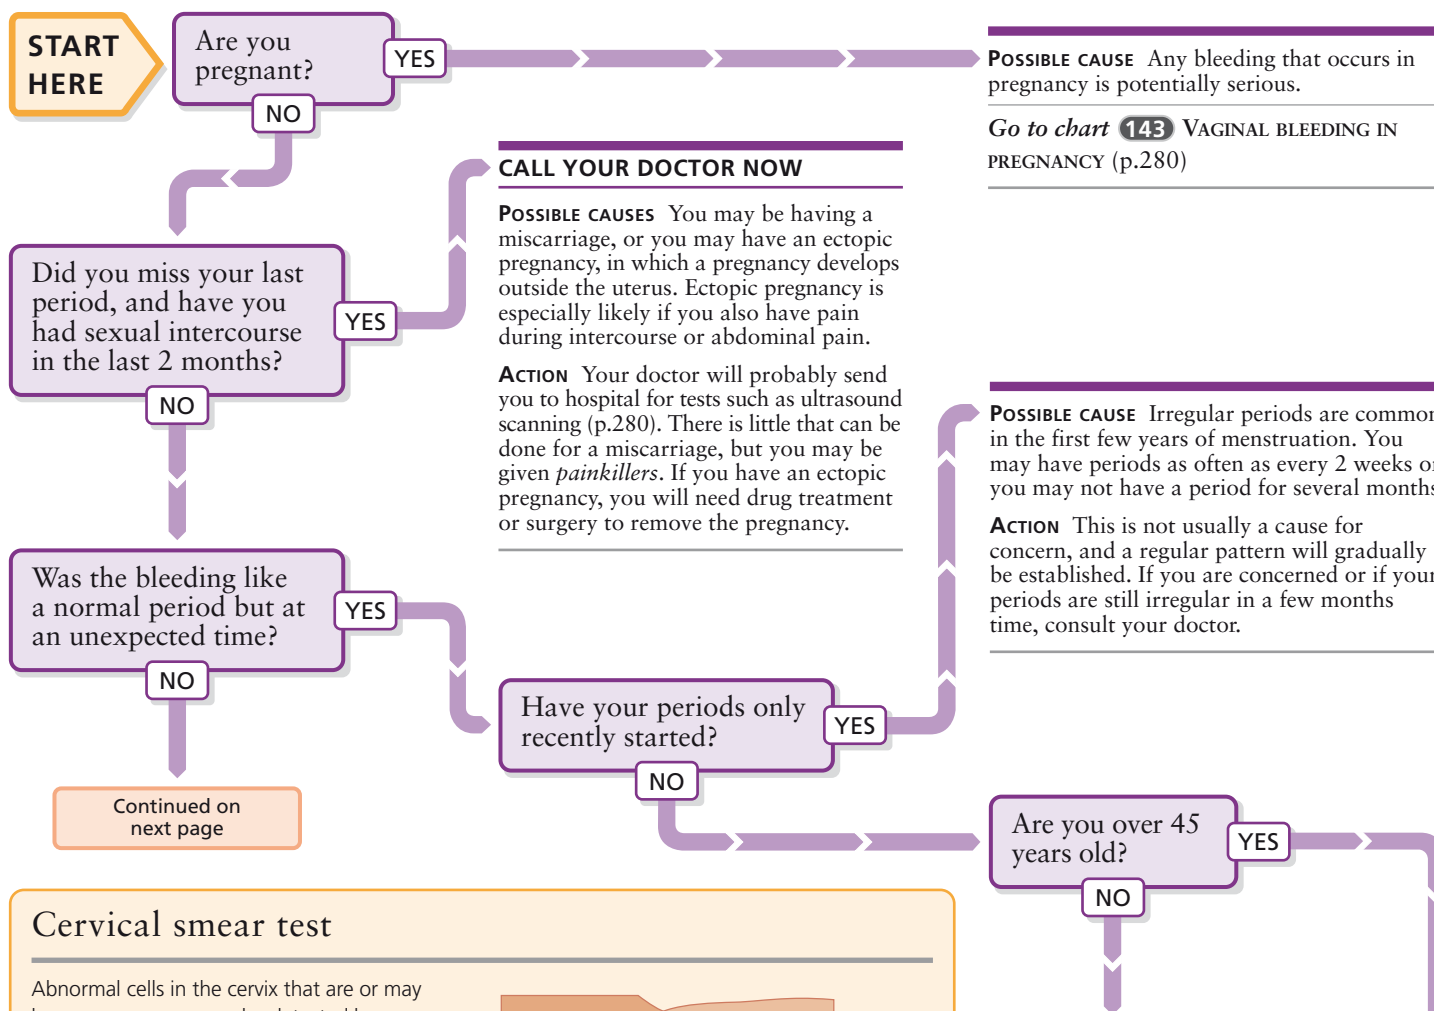 START
HERE
Are you
pregnant?
YES
NO
POSSIBLE CAUSE Any bleeding that occurs in
pregnancy is potentially serious.
Go to chart 143 VAGINAL BLEEDING IN
PREGNANCY (p.280)
Did you miss your last
period, and have you
had sexual intercourse
in the last 2 months?
YES
NO
CALL YOUR DOCTOR NOW
POSSIBLE CAUSES You may be having a
miscarriage, or you may have an ectopic
pregnancy, in which a pregnancy develops
outside the uterus. Ectopic pregnancy is
especially likely if you also have pain
during intercourse or abdominal pain.
ACTION Your doctor will probably send
you to hospital for tests such as ultrasound
scanning (p.280). There is little that can be
done for a miscarriage, but you may be
given painkillers. If you have an ectopic
pregnancy, you will need drug treatment
or surgery to remove the pregnancy.
Was the bleeding like
a normal period but at
an unexpected time?
YES
NO
Continued on
next page
Have your periods only
recently started?
YES
NO
POSSIBLE CAUSE Irregular periods are common
in the first few years of menstruation. You
may have periods as often as every 2 weeks or
you may not have a period for several months
ACTION This is not usually a cause for
concern, and a regular pattern will gradually
be established. If you are concerned or if your
periods are still irregular in a few months
time, consult your doctor.
Are you over 45
years old?
YES
NO
Cervical smear test
Abnormal cells in the cervix that are or may